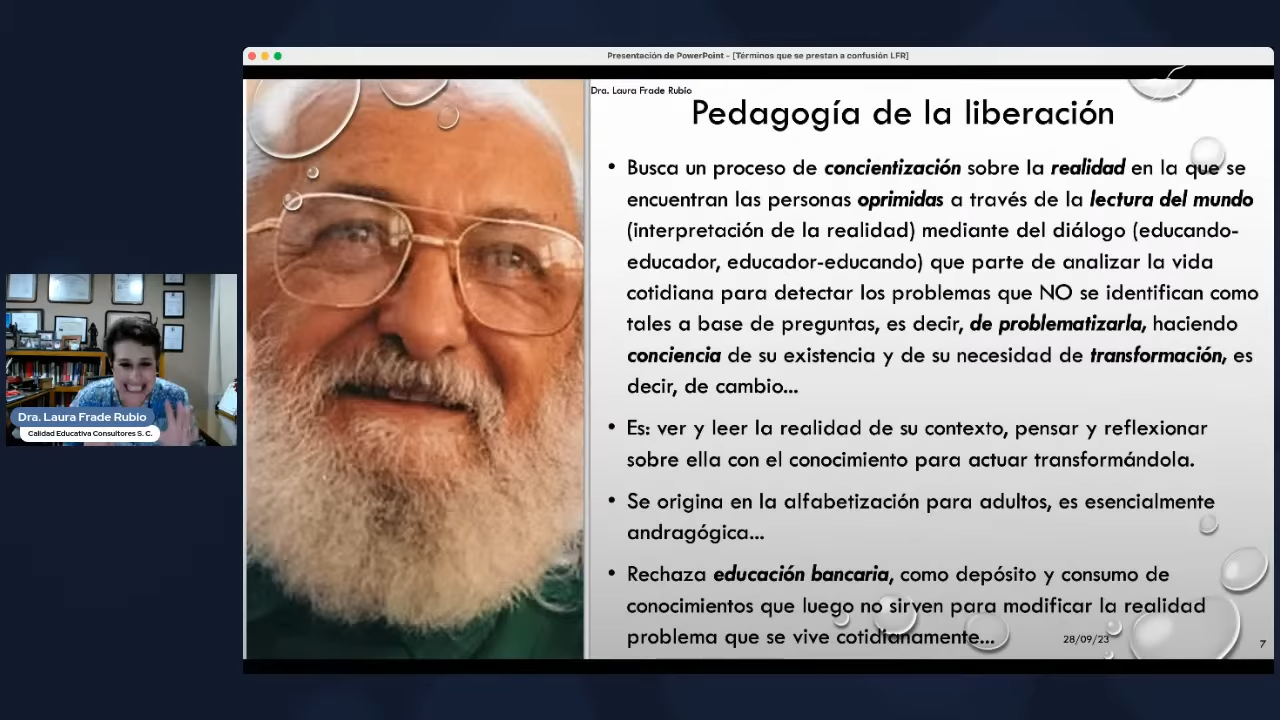 Presentación de PowerPoint - [Términos que se prestan a confusión LFR]
Dra. Laura Frade Rubio
Pedagogía de la liberación
• Busca un proceso de concientización sobre la realidad en la que se
encuentran las personas oprimidas a través de la lectura del mundo
(interpretación de la realidad) mediante del diálogo (educando-
educador, educador-educando) que parte de analizar la vida
cotidiana para detectar los problemas que NO se identifican como
tales a base de preguntas, es decir, de problematizarla, haciendo
conciencia de su existencia y de su necesidad de transformación, es
decir, de cambio...
• Es: ver y leer la realidad de su contexto, pensar y reflexionar
sobre ella con el conocimiento para actuar transformándola.
• Se origina en la alfabetización para adultos, es esencialmente
andragógica...
• Rechaza educación bancaria, como depósito y consumo de
conocimientos que luego no sirven para modificar la realidad
problema que se vive cotidianamente...
28/09/23
7
Dra. Laura Frade Rubio
Calidad Educativa Consultores S. C.